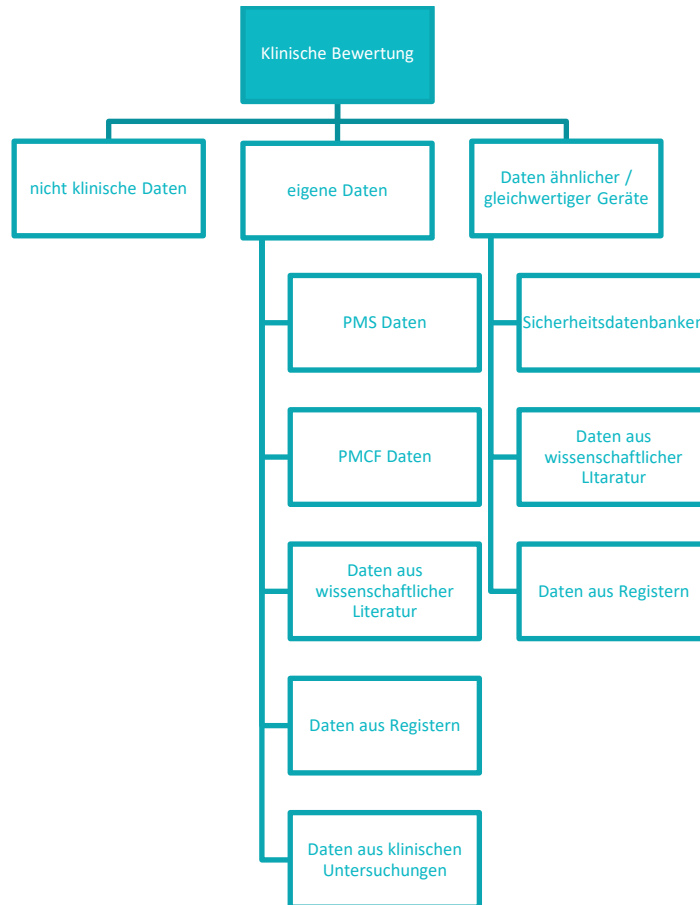 Klinische Bewertung
nicht klinische Daten
eigene Daten
Daten ähnlicher /
gleichwertiger Geräte
PMS Daten
PMCF Daten
Daten aus
wissenschaftlicher
Literatur
Daten aus Registern
Daten aus klinischen
Untersuchungen
Sicherheitsdatenbanken
Daten aus
wissenschaftlicher
LItaratur
Daten aus Registern